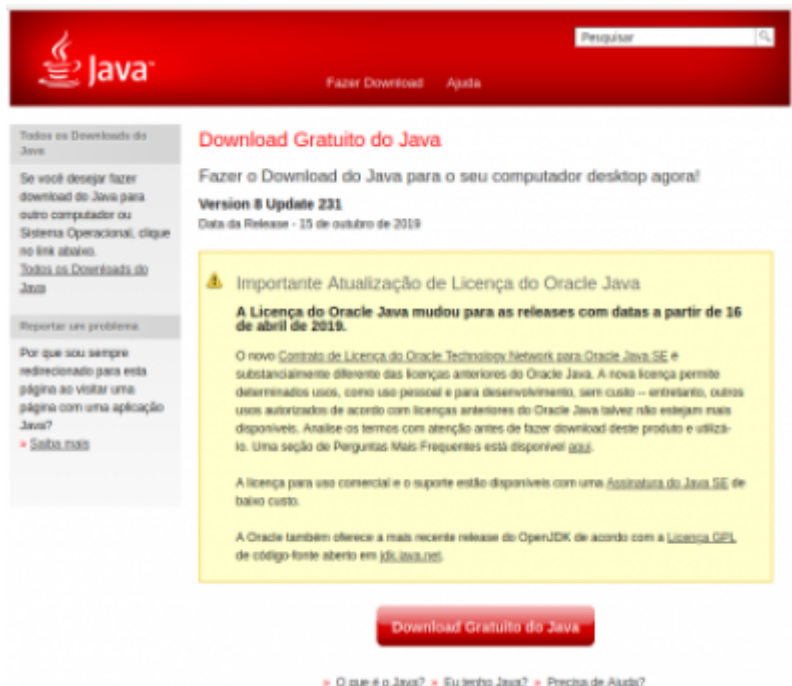 Java
Pesquisar
Fazer Download Ajuda
Todos os Downloads do
Java
Se você desejar fazer
download do Java para
outro computador ou
Sistema Operacional, clique
no link abaixo.
Todos os Downloads do
Java
Reportar um problema
Por que sou sempre
redirecionado para esta
página ao visitar uma
página com uma aplicação
Java?
» Saiba mais
Download Gratuito do Java
Fazer o Download do Java para o seu computador desktop agora!
Version 8 Update 231
Data da Release - 15 de outubro de 2019
Importante Atualização de Licença do Oracle Java
A Licença do Oracle Java mudou para as releases com datas a partir de 16
de abril de 2019.
O novo Contrato de Licença do Oracle Technology Network para Oracle Java SE é
substancialmente diferente das licenças anteriores do Oracle Java. A nova licença permite
determinados usos, como uso pessoal e para desenvolvimento, sem custo -- entretanto, outros
usos autorizados de acordo com licenças anteriores do Oracle Java talvez não estejam mais
disponíveis. Analise os termos com atenção antes de fazer download deste produto e utilizá-
lo. Uma seção de Perguntas Mais Frequentes está disponível aqui.
A licença para uso comercial e o suporte estão disponíveis com uma Assinatura do Java SE de
baixo custo.
A Oracle também oferece a mais recente release do OpenJDK de acordo com a Licença GPL
de código-fonte aberto em jdk.java.net.
Download Gratuito do Java
» O que é o Java? » Eu tenho Java? » Precisa de Ajuda?